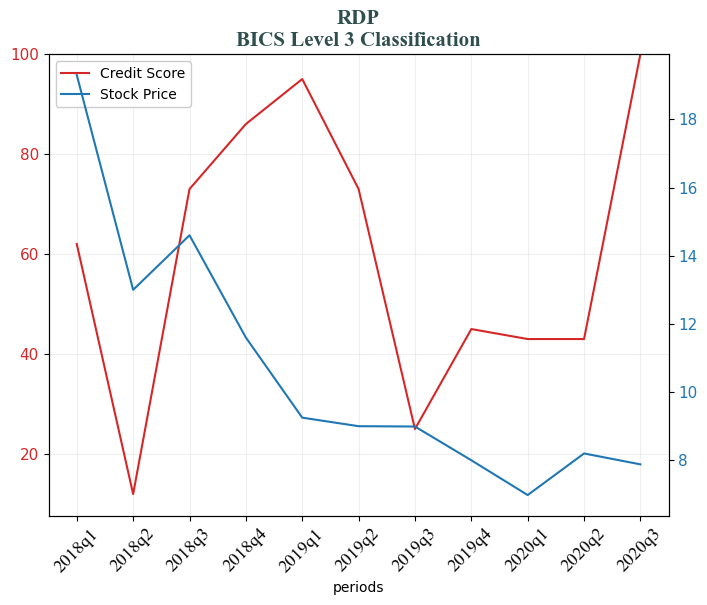 RDP
BICS Level 3 Classification
Credit Score
Stock Price
100
80
60
40
20
18
16
14
12
10
8
2018q1
2018q2
2018q3
2018q4
2019q1
2019q2
2019q3
2019q4
2020q1
2020q2
2020q3
periods